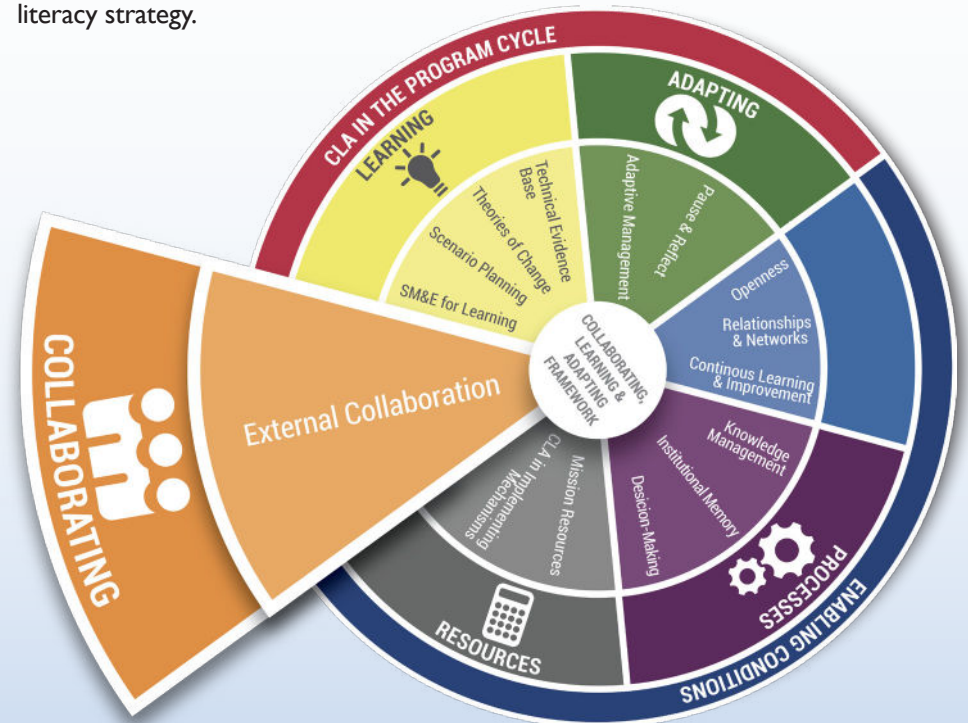 literacy strategy.
CLA IN THE PROGRAM CYCLE
LEARNING
Technical Evidence
Base
Theories of Change
Scenario Planning
SM&E for Learning
ADAPTING
Adaptive Management
Pause & Reflect
Openness
Relationships
& Networks
Continous Learning
& Improvement
COLLABORATING,
LEARNING &
ADAPTING
FRAMEWORK
COLLABORATING
External Collaboration
Knowledge
Management
Institutional Memory
Desicion-Making
PROCESSES
Mission Resources
CLA in Implementing
Mechanisms
RESOURCES
ENABLING CONDITIONS